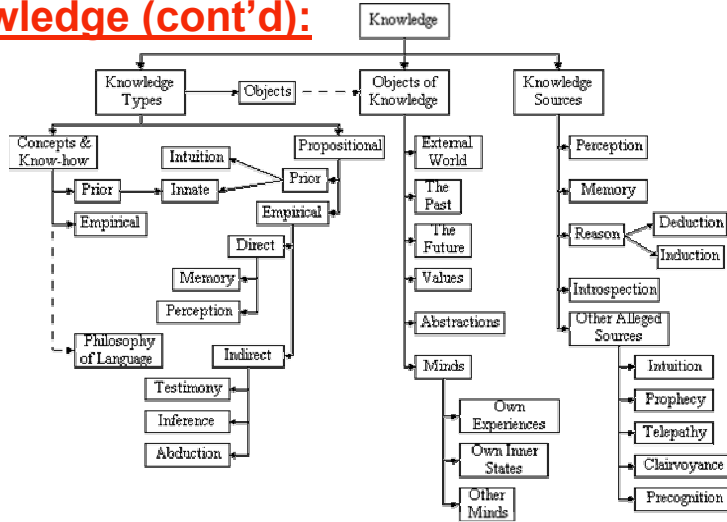 wledge (cont'd):
Knowledge
Knowledge
Types
Objects
Objects of
Knowledge
Knowledge
Sources
Concepts &
Know-how
Propositional
Intuition
Prior
Innate
Prior
Empirical
Empirical
Direct
Memory
Perception
Philosophy
of Language
Indirect
Testimony
Inference
Abduction
External
World
The
Past
The
Future
Values
Abstractions
Minds
Own
Experiences
Own Inner
States
Other
Minds
Perception
Memory
Reason
Deduction
Induction
Introspection
Other Alleged
Sources
Intuition
Prophecy
Telepathy
Clairvoyance
Precognition